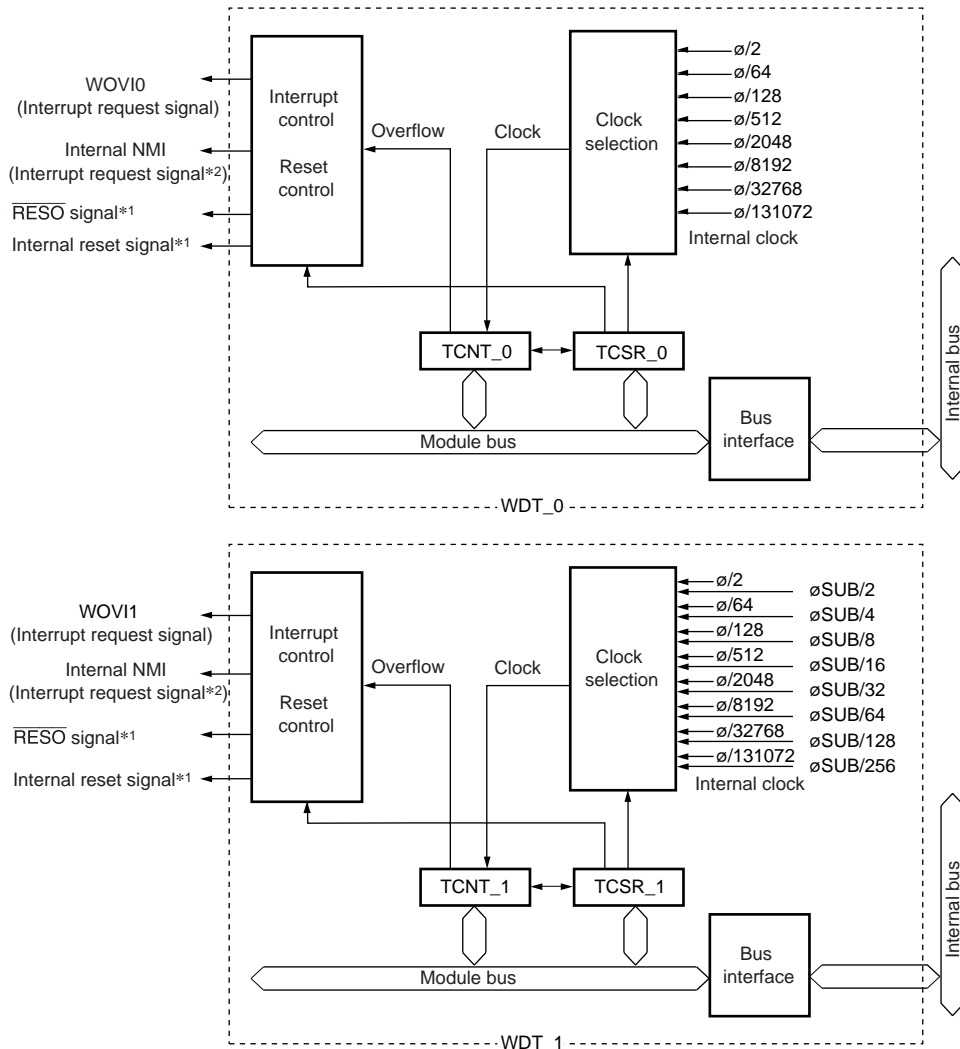 WOVI0
(Interrupt request signal)
Internal NMI
(Interrupt request signal*2)
RESO signal*1
Internal reset signal*1
Interrupt
control
Reset
control
Overflow
Clock
Clock
selection
ø/2
ø/64
ø/128
ø/512
ø/2048
ø/8192
ø/32768
ø/131072
Internal clock
TCNT_0
TCSR_0
Module bus
Bus
interface
Internal bus
WDT_0
WOVI1
(Interrupt request signal)
Internal NMI
(Interrupt request signal*2)
RESO signal*1
Internal reset signal*1
Interrupt
control
Reset
control
Overflow
Clock
Clock
selection
ø/2
øSUB/2
ø/64
øSUB/4
ø/128
øSUB/8
ø/512
øSUB/16
ø/2048
øSUB/32
ø/8192
øSUB/64
ø/32768
øSUB/128
ø/131072
øSUB/256
Internal clock
TCNT_1
TCSR_1
Module bus
Bus
interface
Internal bus
WDT_1